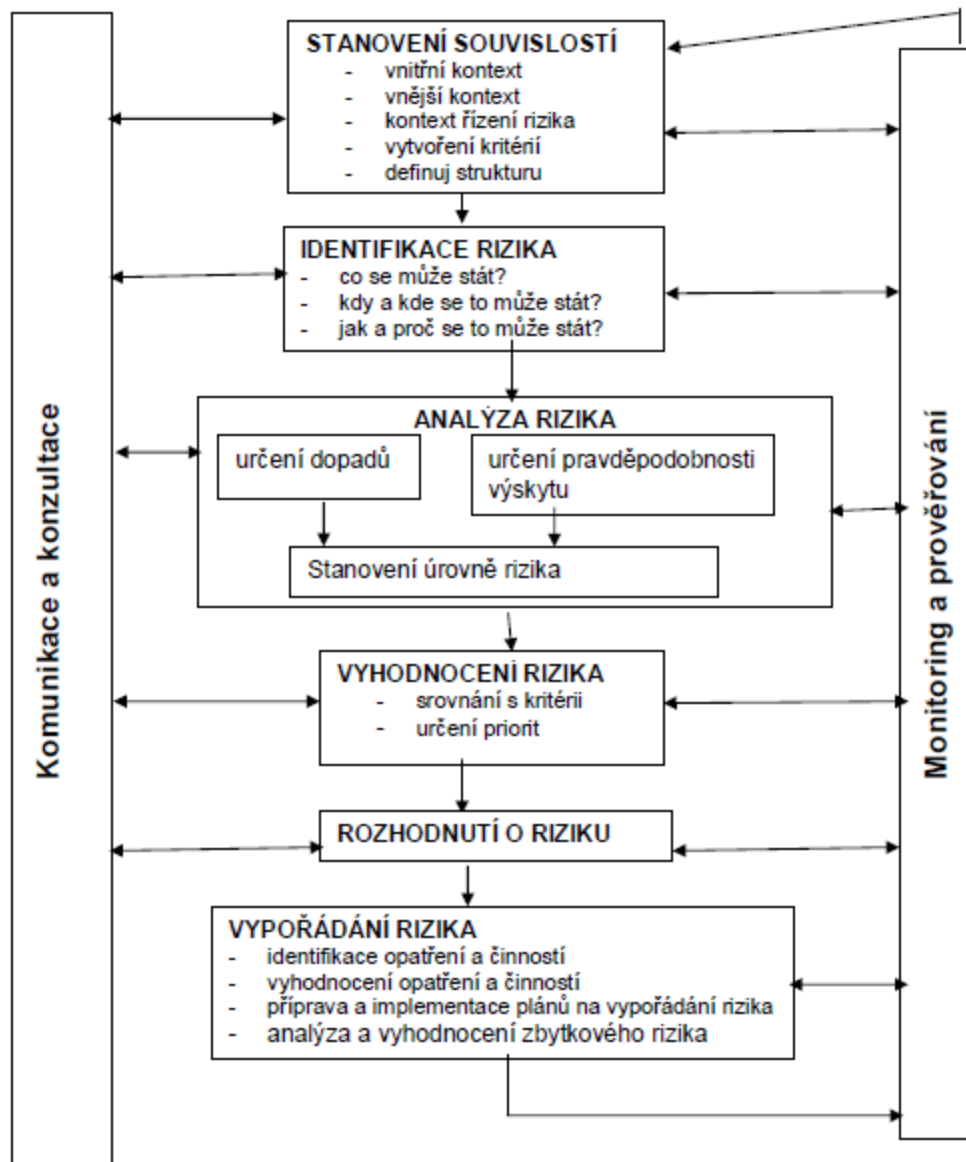 STANOVENÍ SOUVISLOSTÍ
- vnitřní kontext
- vnější kontext
- kontext řízení rizika
- vytvoření kritérií
- definuj strukturu
IDENTIFIKACE RIZIKA
- co se může stát?
- kdy a kde se to může stát?
- jak a proč se to může stát?
ANALÝZA RIZIKA
určení dopadů
určení pravděpodobnosti
výskytu
Stanovení úrovně rizika
VYHODNOCENÍ RIZIKA
- srovnání s kritérii
- určení priorit
ROZHODNUTÍ O RIZIKU
VYPOŘÁDÁNÍ RIZIKA
- identifikace opatření a činností
- vyhodnocení opatření a činností
- příprava a implementace plánů na vypořádání rizika
- analýza a vyhodnocení zbytkového rizika
Komunikace a konzultace
Monitoring a prověřování